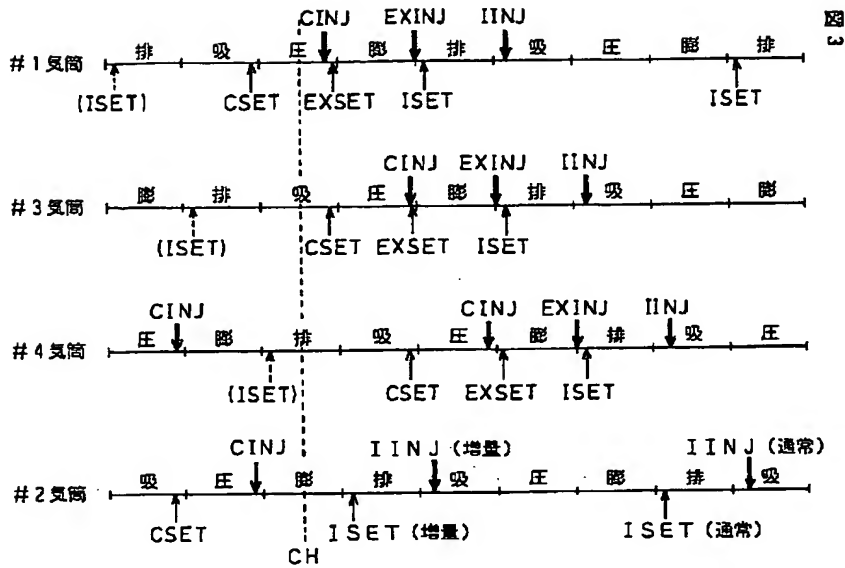 図3
CINJ EXINJ IINJ
排 吸 圧 膨 排 吸 圧 膨 排
#1気筒
(ISET) CSET EXSET ISET ISET
CINJ EXINJ IINJ
膨 排 吸 圧 膨 排 吸 圧 膨
#3気筒
(ISET) CSET EXSET ISET
CINJ CINJ EXINJ IINJ
圧 膨 排 吸 圧 膨 排 吸 圧
#4気筒
(ISET) CSET EXSET ISET
CINJ IINJ(増量) IINJ(通常)
吸 圧 膨 排 吸 圧 膨 排 吸
#2気筒
CSET ISET(増量) ISET(通常)
CH